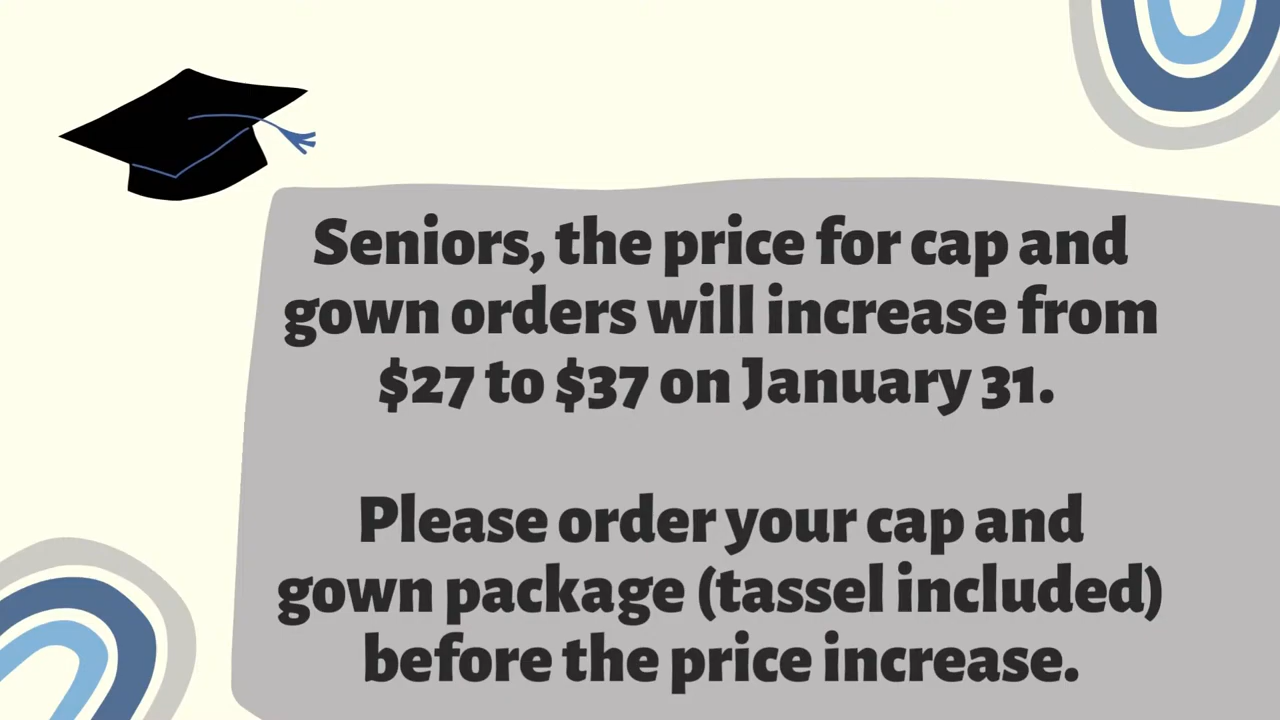 Seniors, the price for cap and
gown orders will increase from
$27 to $37 on January 31.
Please order your cap and
gown package (tassel included)
before the price increase.